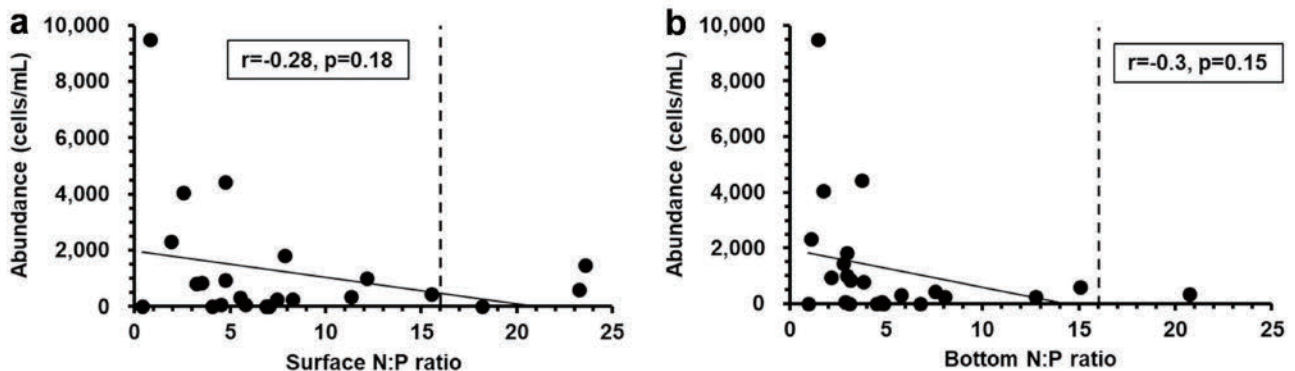 a
10,000
8,000
6,000
4,000
2,000
0
Abundance (cells/mL)
r=-0.28, p=0.18
0 5 10 15 20 25
Surface N:P ratio
b
10,000
8,000
6,000
4,000
2,000
0
Abundance (cells/mL)
r=-0.3, p=0.15
0 5 10 15 20 25
Bottom N:P ratio